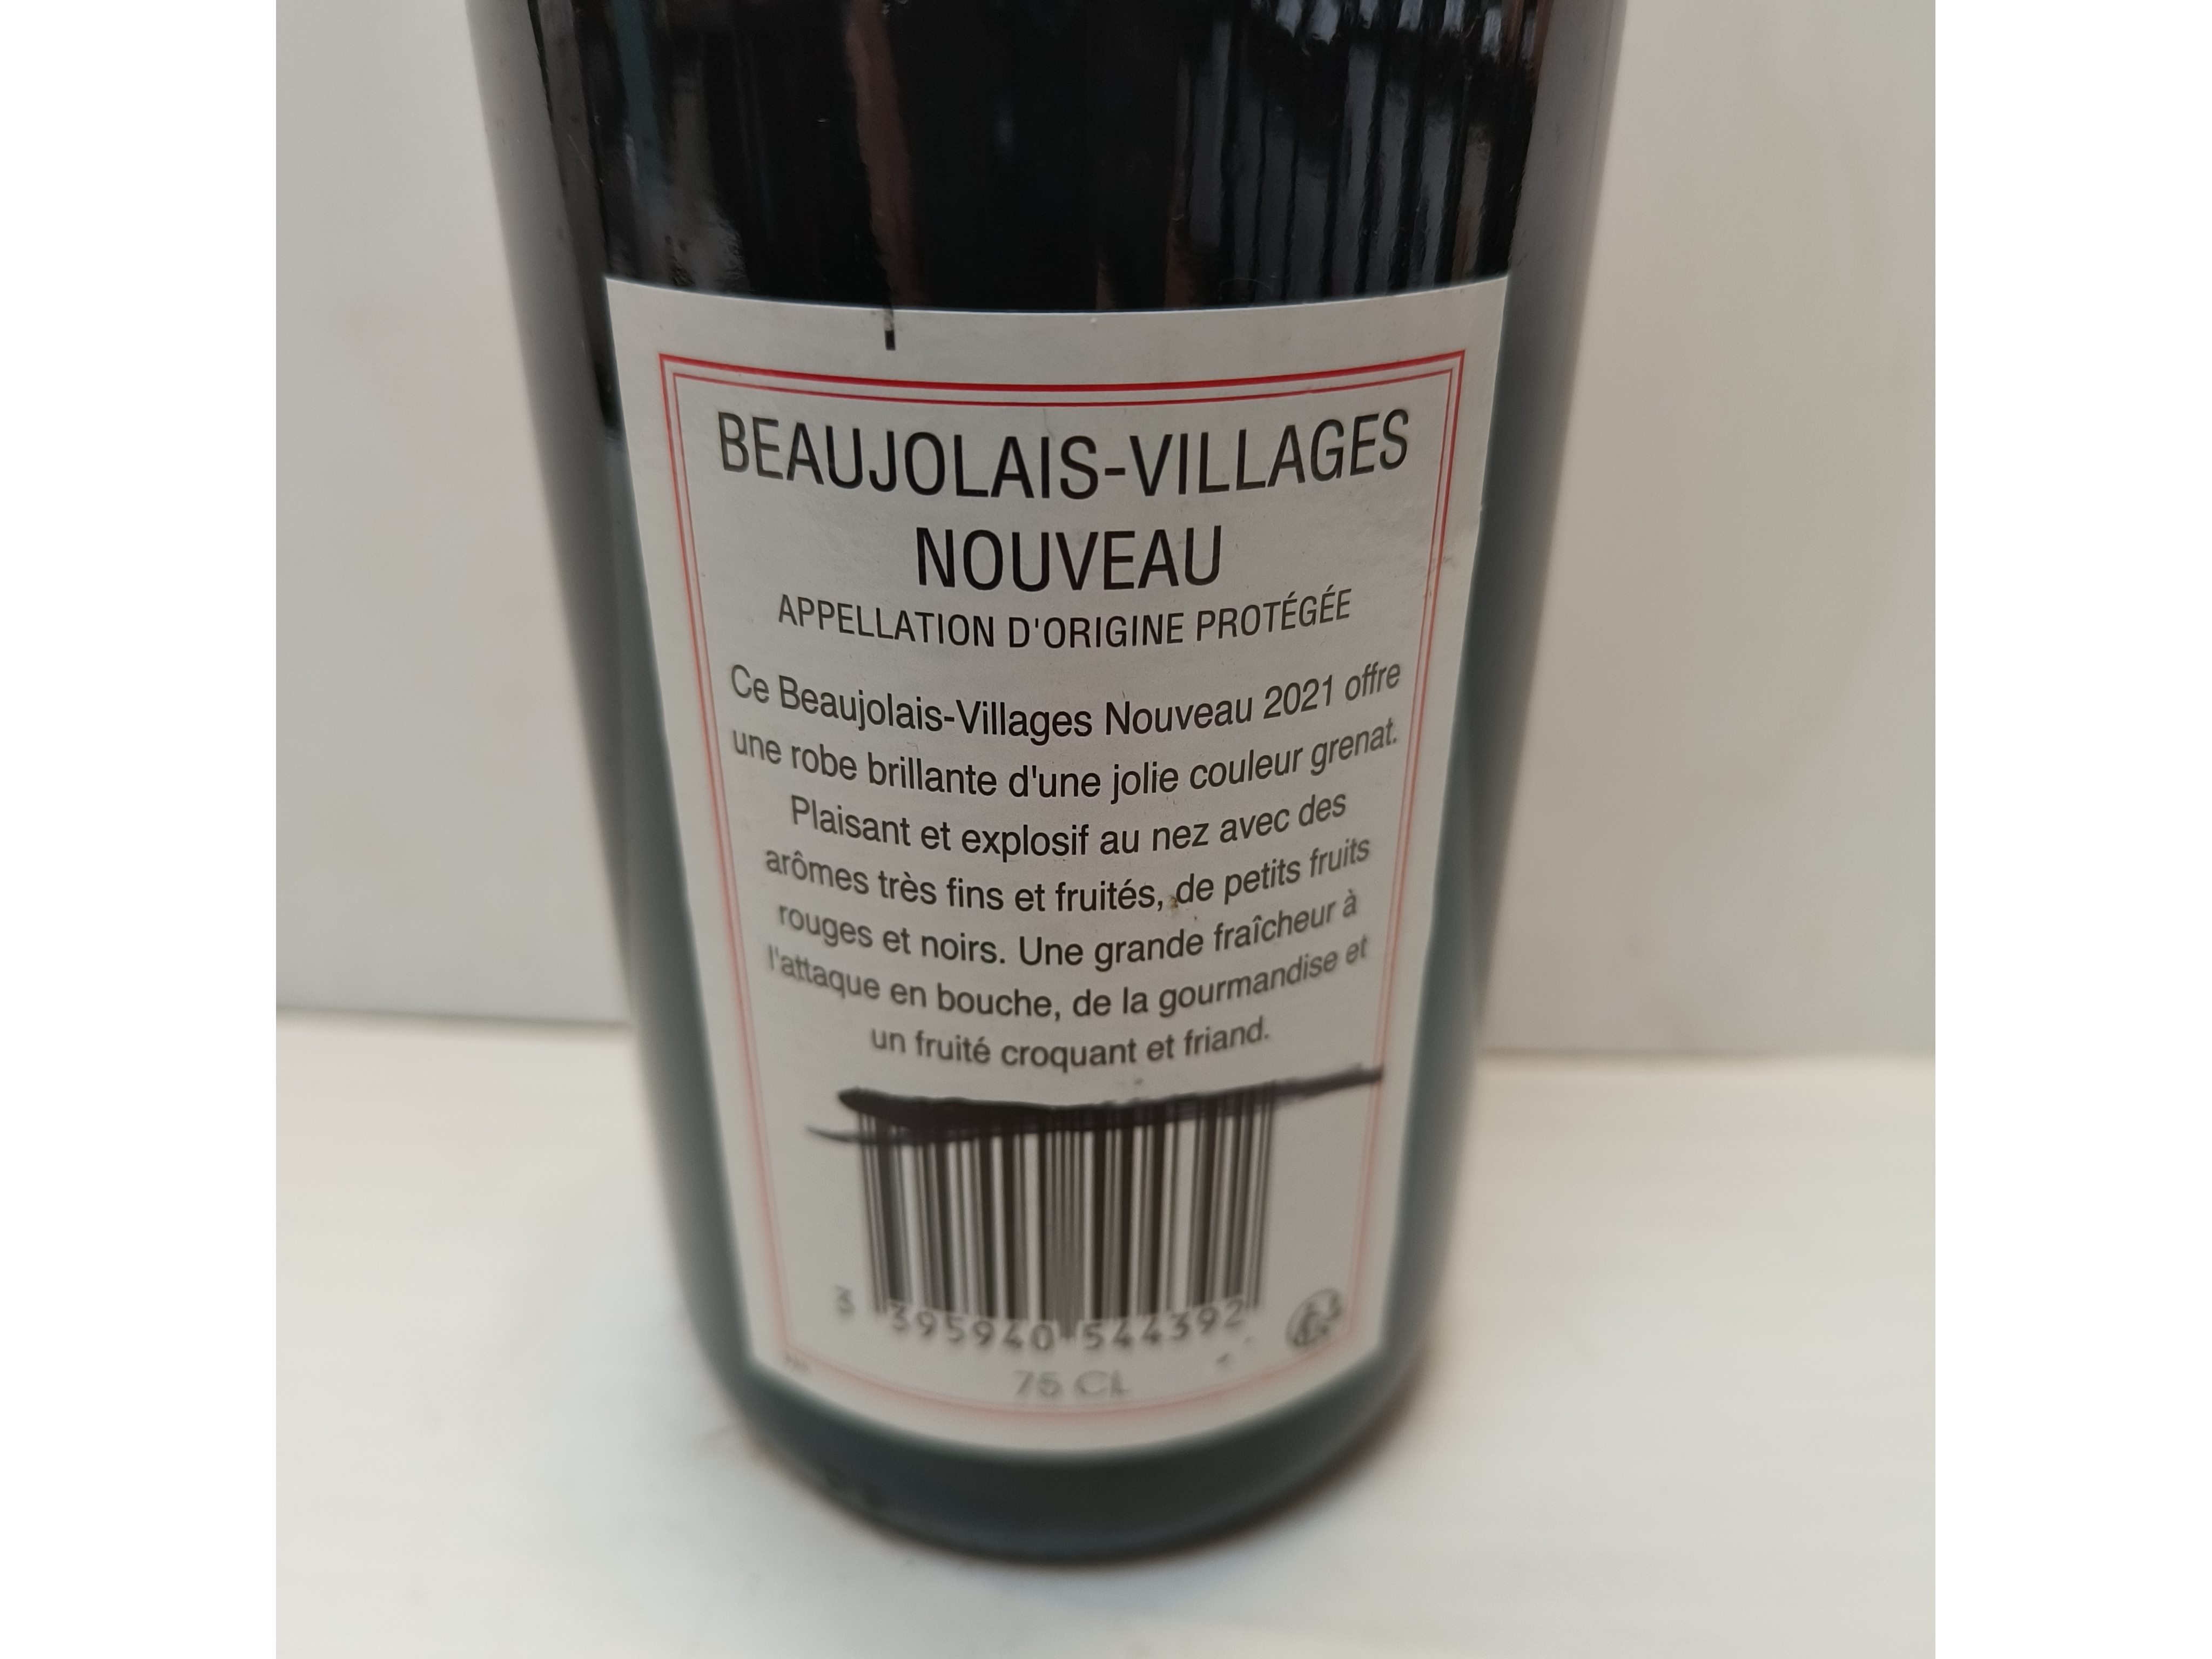 BEAUJOLAIS-VILLAGES
NOUVEAU
APPELLATION D'ORIGINE PROTÉGÉE
Ce Beaujolais-Villages Nouveau 2021 offre
une robe brillante d'une jolie couleur grenat.
Plaisant et explosif au nez avec des
arômes très fins et fruités, de petits fruits
rouges et noirs. Une grande fraîcheur à
l'attaque en bouche, de la gourmandise et
un fruité croquant et friand.
3 395940 544392
75 CL